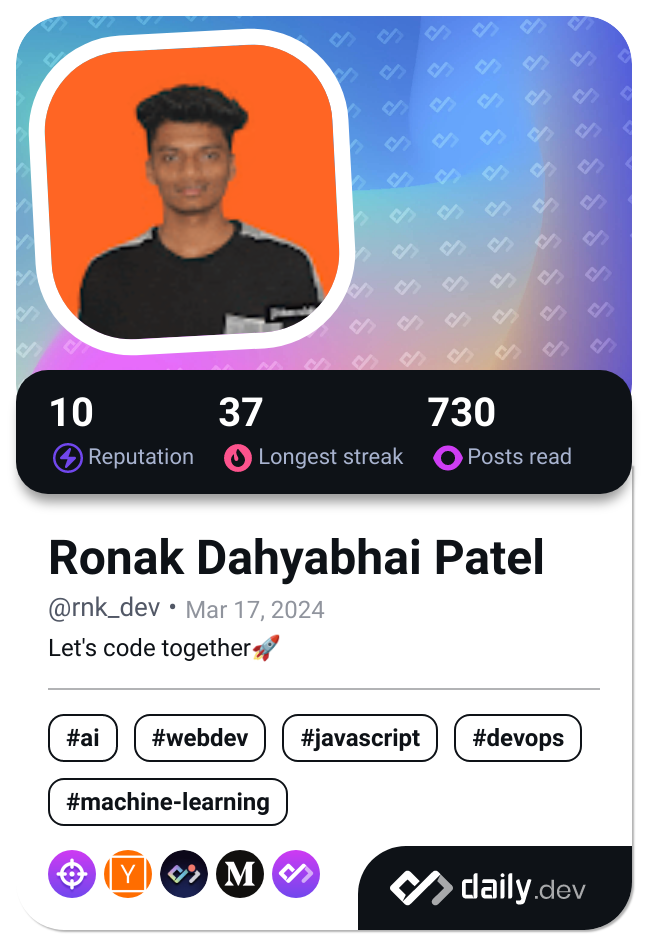 10 37 730
Reputation Longest streak Posts read
Ronak Dahyabhai Patel
@rnk_dev • Mar 17, 2024
Let's code together🚀
#ai #webdev #javascript #devops
#machine-learning
Y M daily.dev